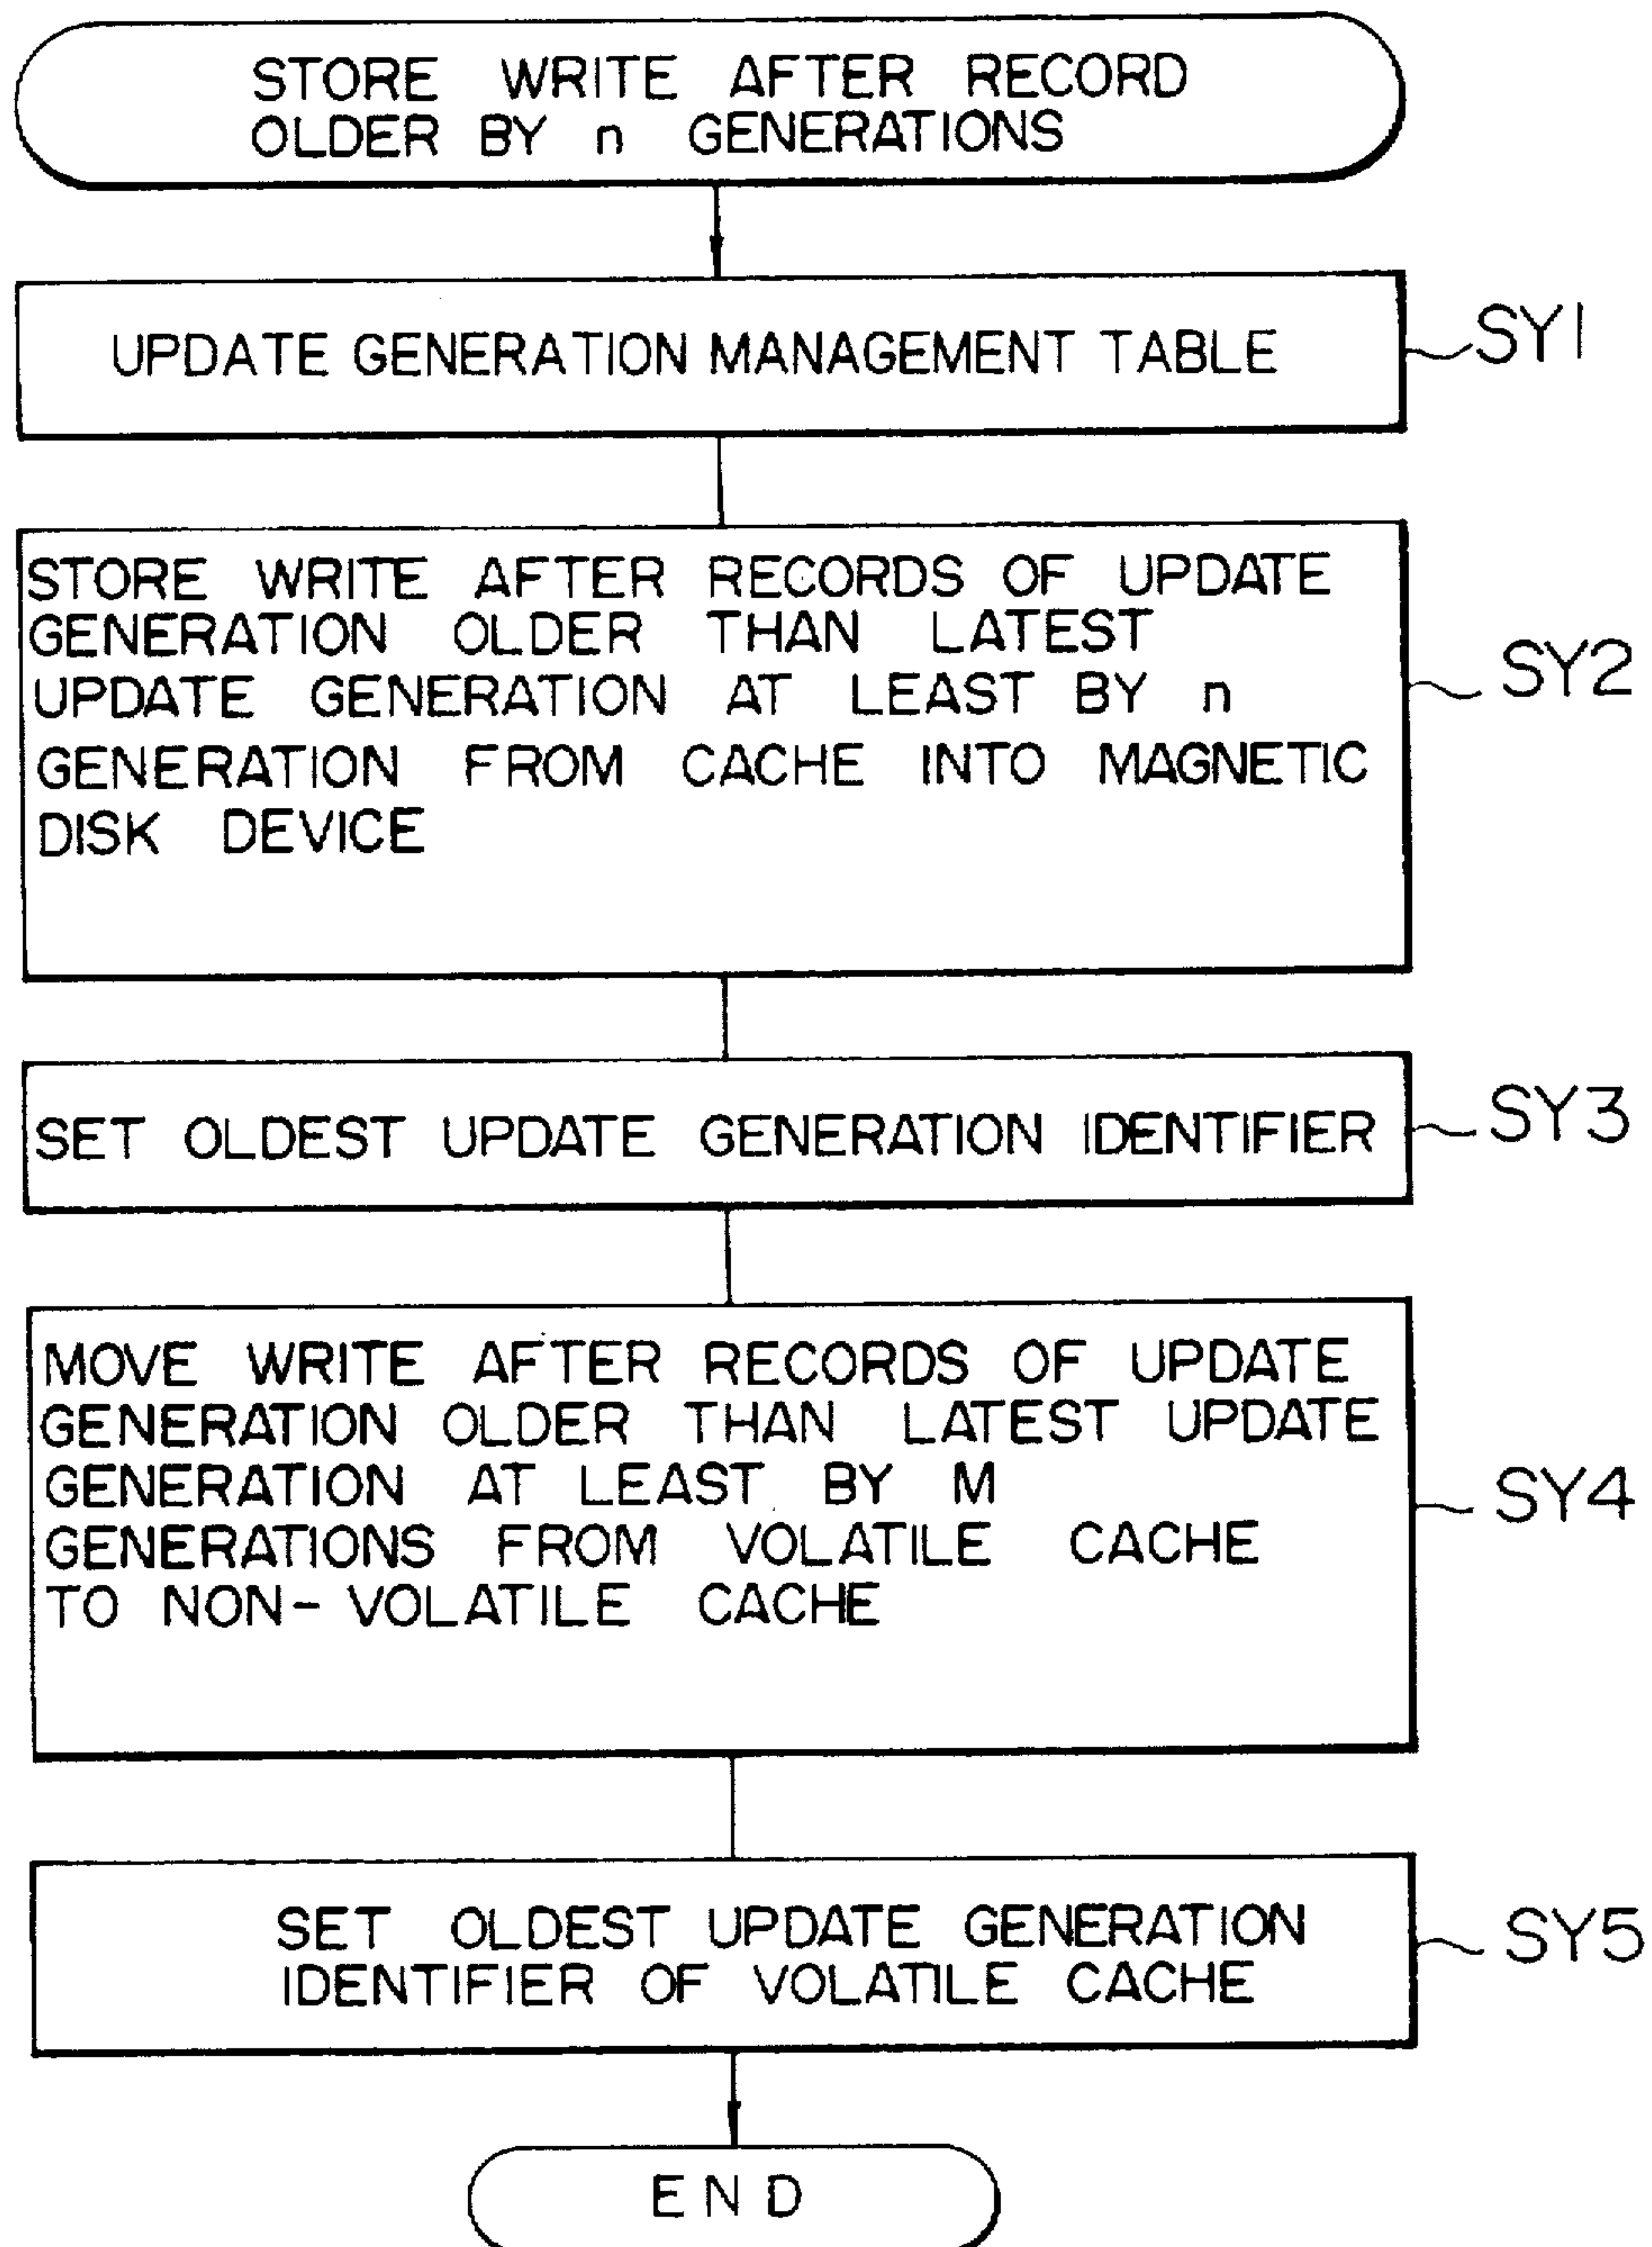 STORE WRITE AFTER RECORD
OLDER BY n GENERATIONS
UPDATE GENERATION MANAGEMENT TABLE
SY1
STORE WRITE AFTER RECORDS OF UPDATE
GENERATION OLDER THAN LATEST
UPDATE GENERATION AT LEAST BY n
GENERATION FROM CACHE INTO MAGNETIC
DISK DEVICE
SY2
SET OLDEST UPDATE GENERATION IDENTIFIER
SY3
MOVE WRITE AFTER RECORDS OF UPDATE
GENERATION OLDER THAN LATEST UPDATE
GENERATION AT LEAST BY M
GENERATIONS FROM VOLATILE CACHE
TO NON-VOLATILE CACHE
SY4
SET OLDEST UPDATE GENERATION
IDENTIFIER OF VOLATILE CACHE
SY5
END